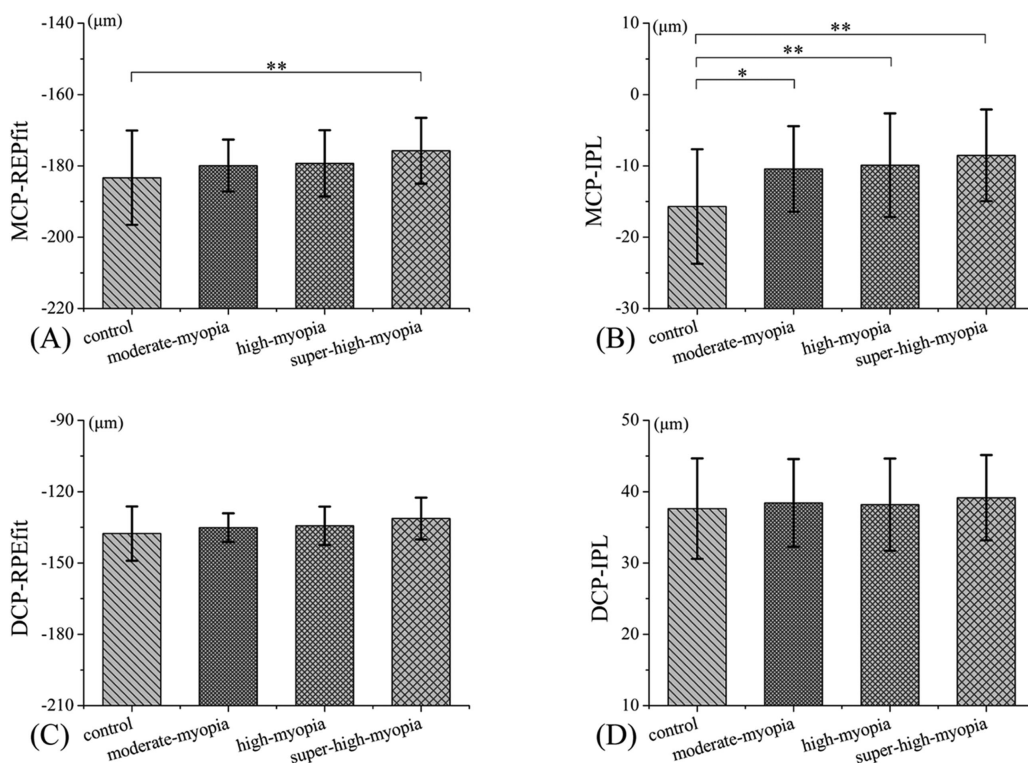 (μm)
-140
-160
-180
-200
-220
MCP-REPfit
**
control
moderate-myopia
high-myopia
super-high-myopia
(A)
(μm)
10
0
-10
-20
-30
MCP-IPL
**
**
*
control
moderate-myopia
high-myopia
super-high-myopia
(B)
(μm)
-90
-120
-150
-180
-210
DCP-RPEfit
control
moderate-myopia
high-myopia
super-high-myopia
(C)
(μm)
50
40
30
20
10
DCP-IPL
control
moderate-myopia
high-myopia
super-high-myopia
(D)